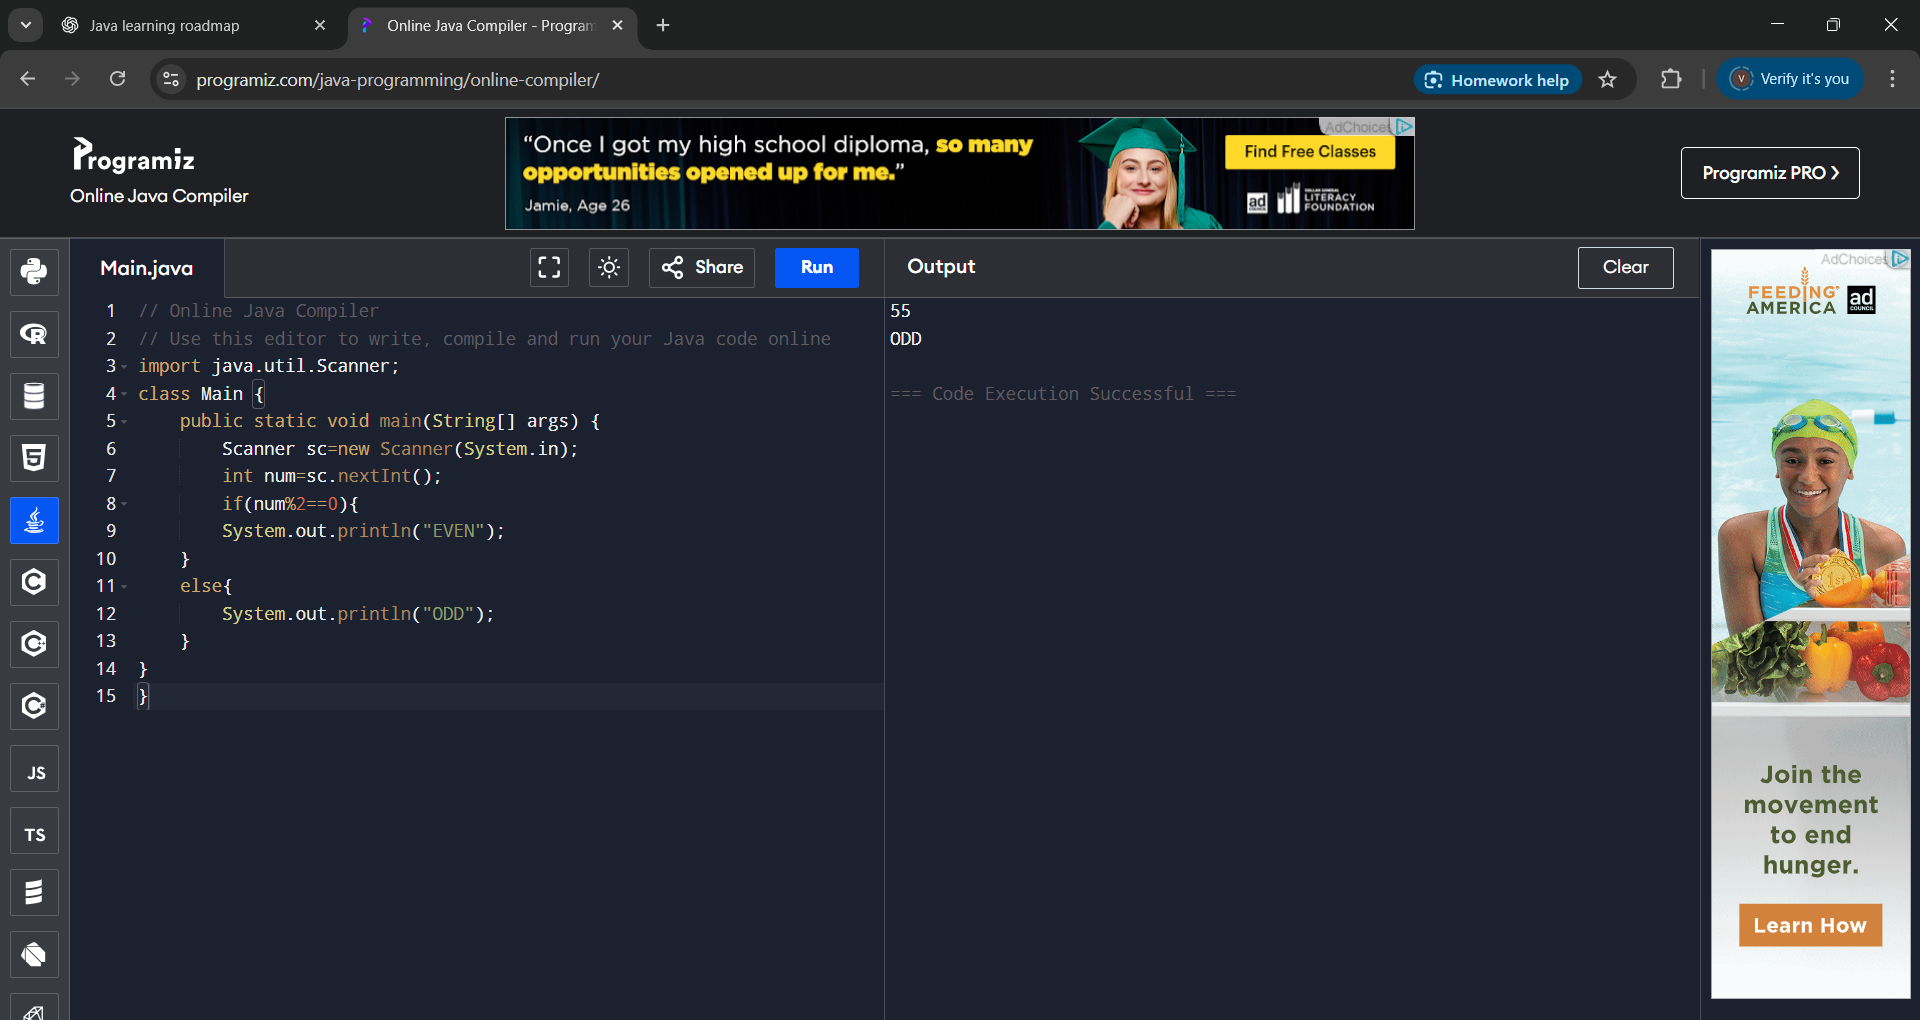 Java learning roadmap
Online Java Compiler - Program
programiz.com/java-programming/online-compiler/
Homework help
V
Verify it's you
Programiz
Online Java Compiler
“Once I got my high school diploma, so many
opportunities opened up for me.”
Jamie, Age 26
AdChoices
Find Free Classes
ad
COUNCIL
DOLLAR GENERAL
LITERACY
FOUNDATION
Programiz PRO
Main.java
Share
Run
Output
Clear
1 // Online Java Compiler
2 // Use this editor to write, compile and run your Java code online
3 import java.util.Scanner;
4 class Main {
5 public static void main(String[] args) {
6 Scanner sc=new Scanner(System.in);
7 int num=sc.nextInt();
8 if(num%2==0){
9 System.out.println("EVEN");
10 }
11 else{
12 System.out.println("ODD");
13 }
14 }
15 }
55
ODD
=== Code Execution Successful ===
R
5
C
C
C
JS
TS
AdChoices
FEEDING
AMERICA
ad
COUNCIL
1st
Join the
movement
to end
hunger.
Learn How